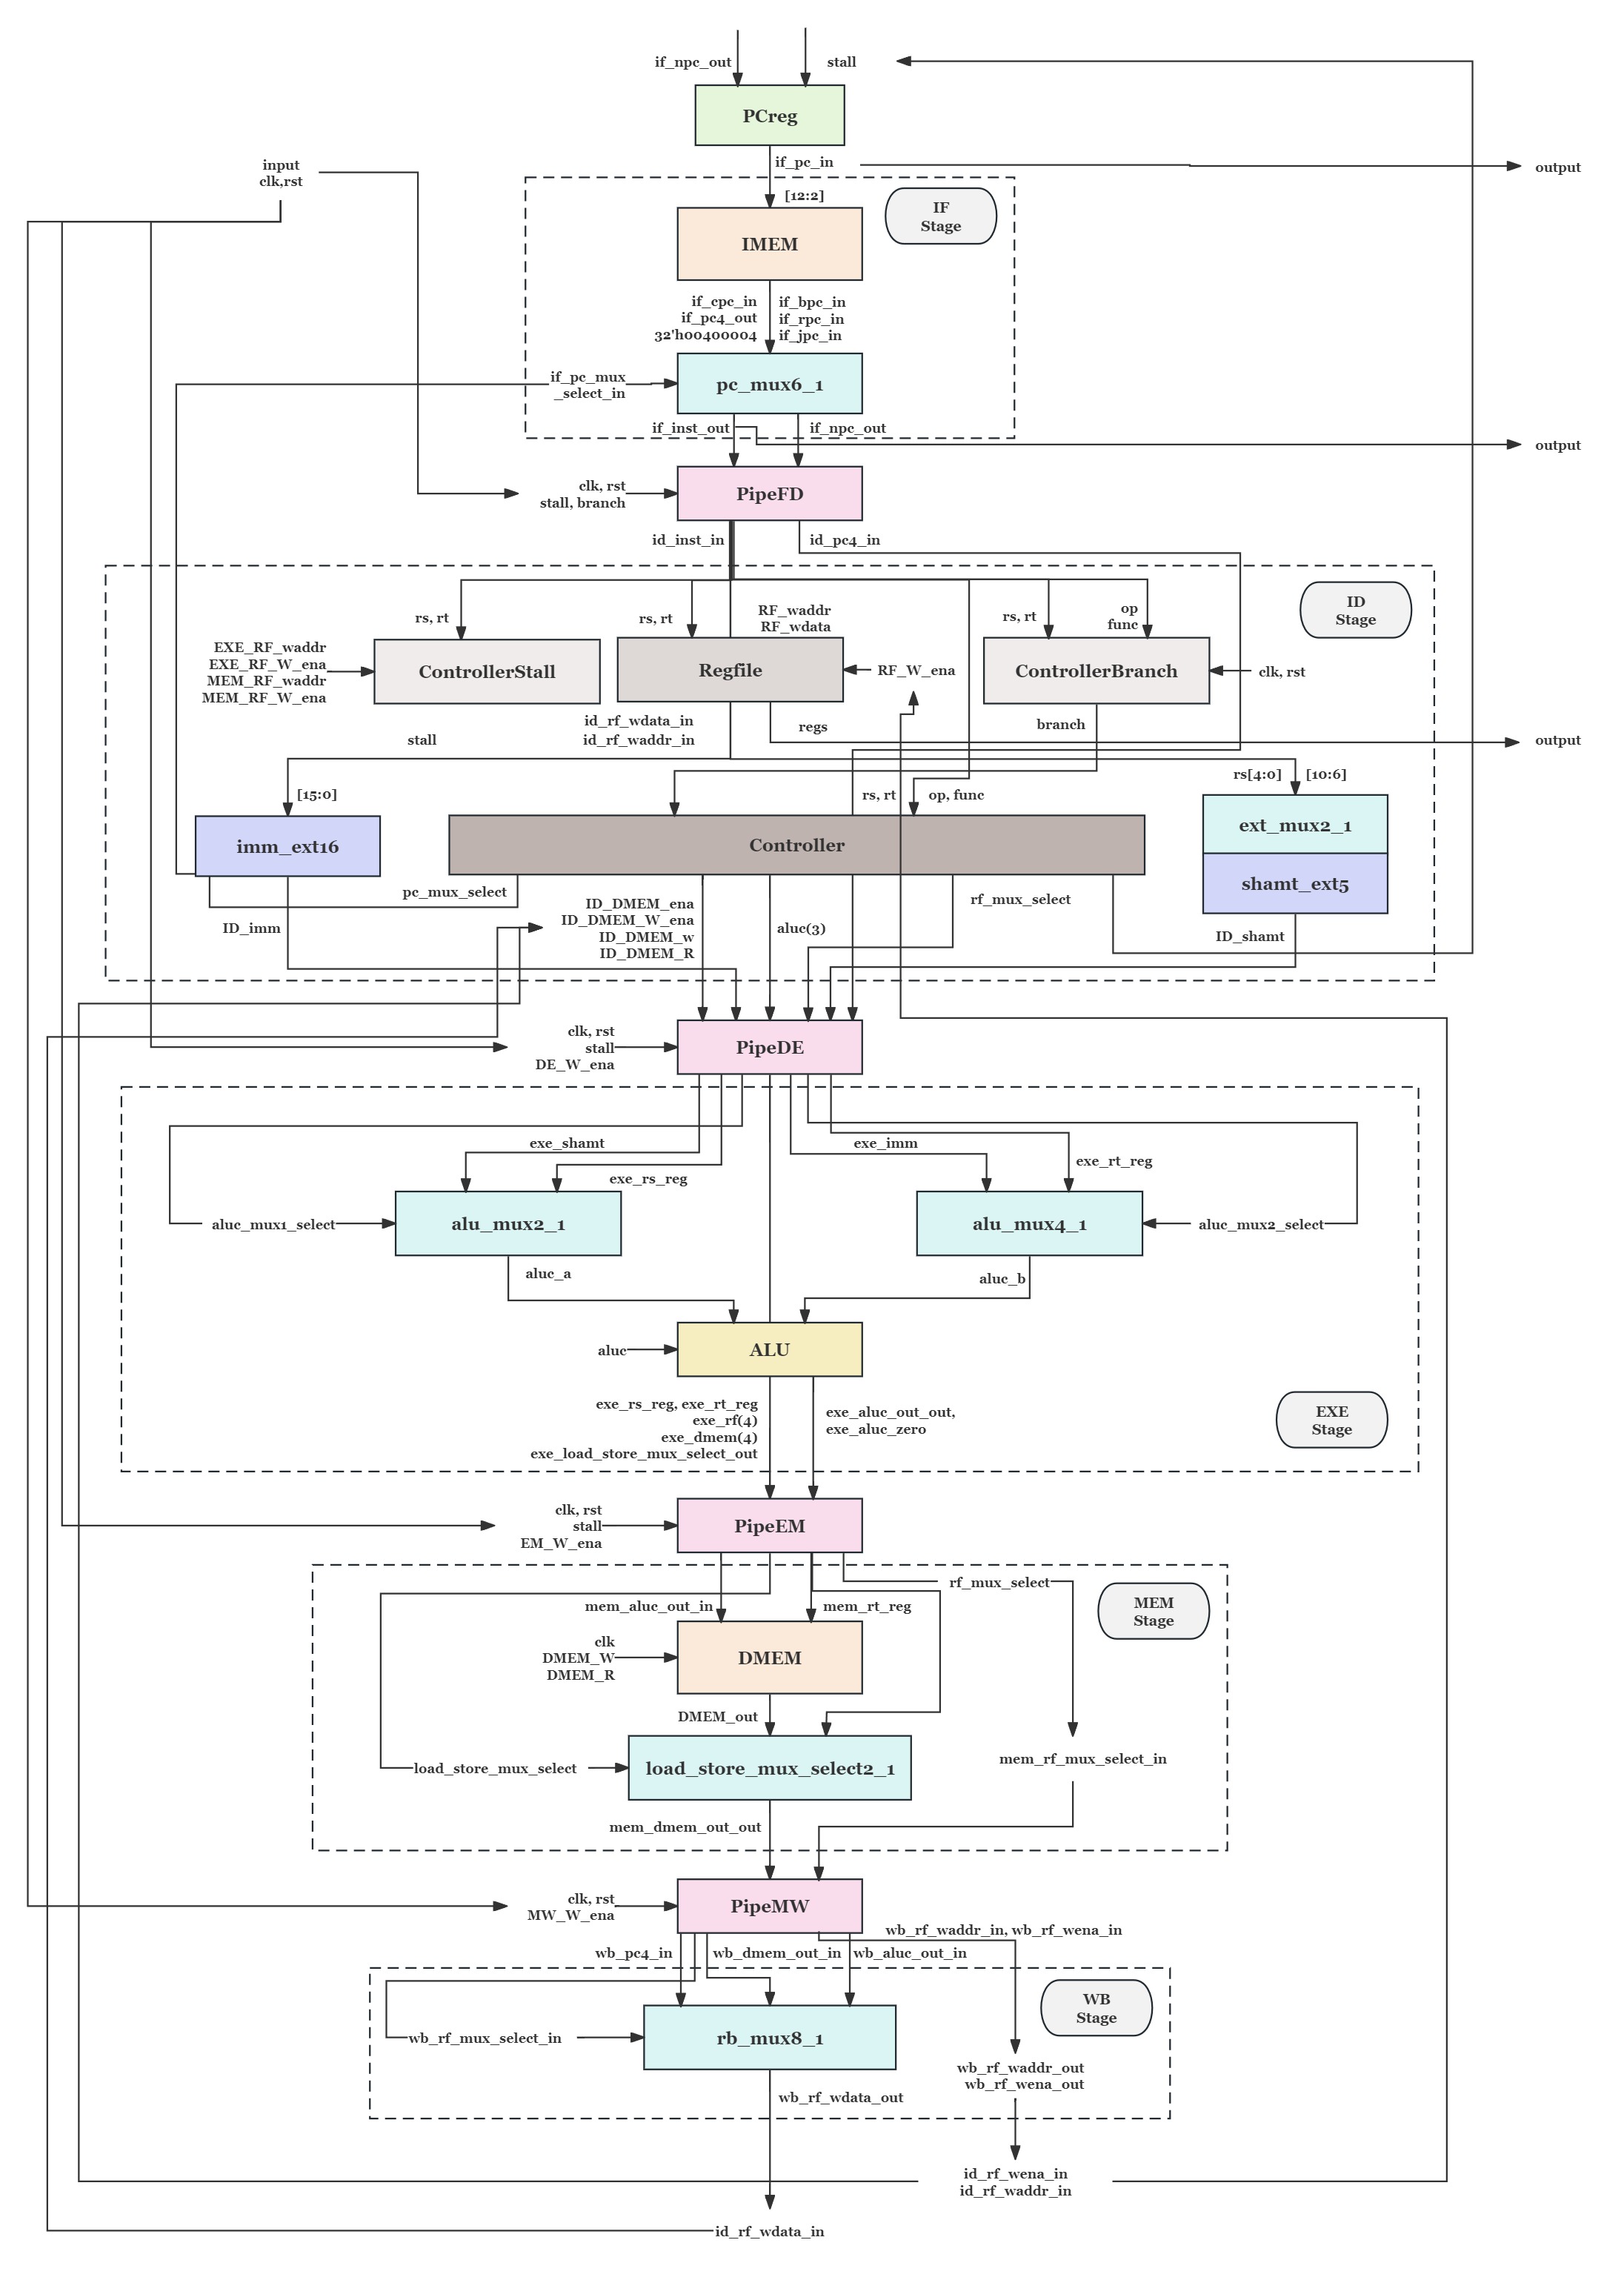 if_npc_out
stall
PCreg
input
clk,rst
if_pc_in
output
[12:2]
IF
Stage
IMEM
if_cpc_in
if_pc4_out
32'h00400004
if_bpc_in
if_rpc_in
if_jpc_in
if_pc_mux
_select_in
pc_mux6_1
if_inst_out
if_npc_out
output
clk, rst
stall, branch
PipeFD
id_inst_in
id_pc4_in
ID
Stage
rs, rt
rs, rt
RF_waddr
RF_wdata
rs, rt
op
func
EXE_RF_waddr
EXE_RF_W_ena
MEM_RF_waddr
MEM_RF_W_ena
ControllerStall
Regfile
RF_W_ena
ControllerBranch
clk, rst
id_rf_wdata_in
id_rf_waddr_in
stall
regs
branch
output
[15:0]
rs, rt
op, func
rs[4:0]
[10:6]
imm_ext16
Controller
ext_mux2_1
shamt_ext5
pc_mux_select
ID_imm
ID_DMEM_ena
ID_DMEM_W_ena
ID_DMEM_w
ID_DMEM_R
aluc(3)
rf_mux_select
ID_shamt
clk, rst
stall
DE_W_ena
PipeDE
exe_shamt
exe_rs_reg
exe_imm
exe_rt_reg
aluc_mux1_select
alu_mux2_1
alu_mux4_1
aluc_mux2_select
aluc_a
aluc_b
aluc
ALU
exe_rs_reg, exe_rt_reg
exe_rf(4)
exe_dmem(4)
exe_load_store_mux_select_out
exe_aluc_out_out,
exe_aluc_zero
EXE
Stage
clk, rst
stall
EM_W_ena
PipeEM
rf_mux_select
MEM
Stage
mem_aluc_out_in
mem_rt_reg
clk
DMEM_W
DMEM_R
DMEM
DMEM_out
load_store_mux_select
load_store_mux_select2_1
mem_rf_mux_select_in
mem_dmem_out_out
clk, rst
MW_W_ena
PipeMW
wb_rf_waddr_in, wb_rf_wena_in
wb_pc4_in
wb_dmem_out_in
wb_aluc_out_in
WB
Stage
wb_rf_mux_select_in
rb_mux8_1
wb_rf_waddr_out
wb_rf_wena_out
wb_rf_wdata_out
id_rf_wena_in
id_rf_waddr_in
id_rf_wdata_in